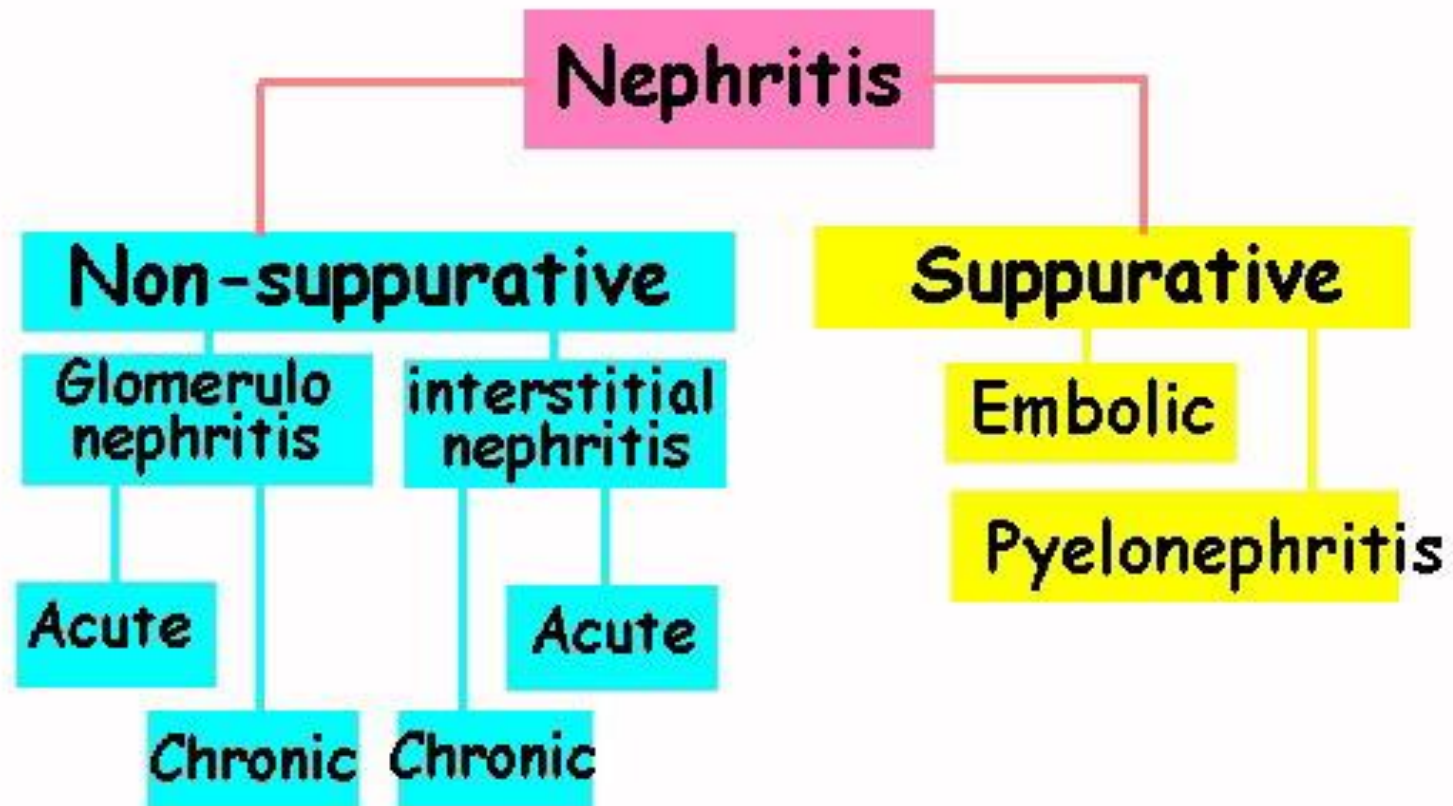 Nephritis
Non-suppurative
Suppurative
Glomerulo
nephritis
interstitial
nephritis
Embolic
Pyelonephritis
Acute
Acute
Chronic
Chronic